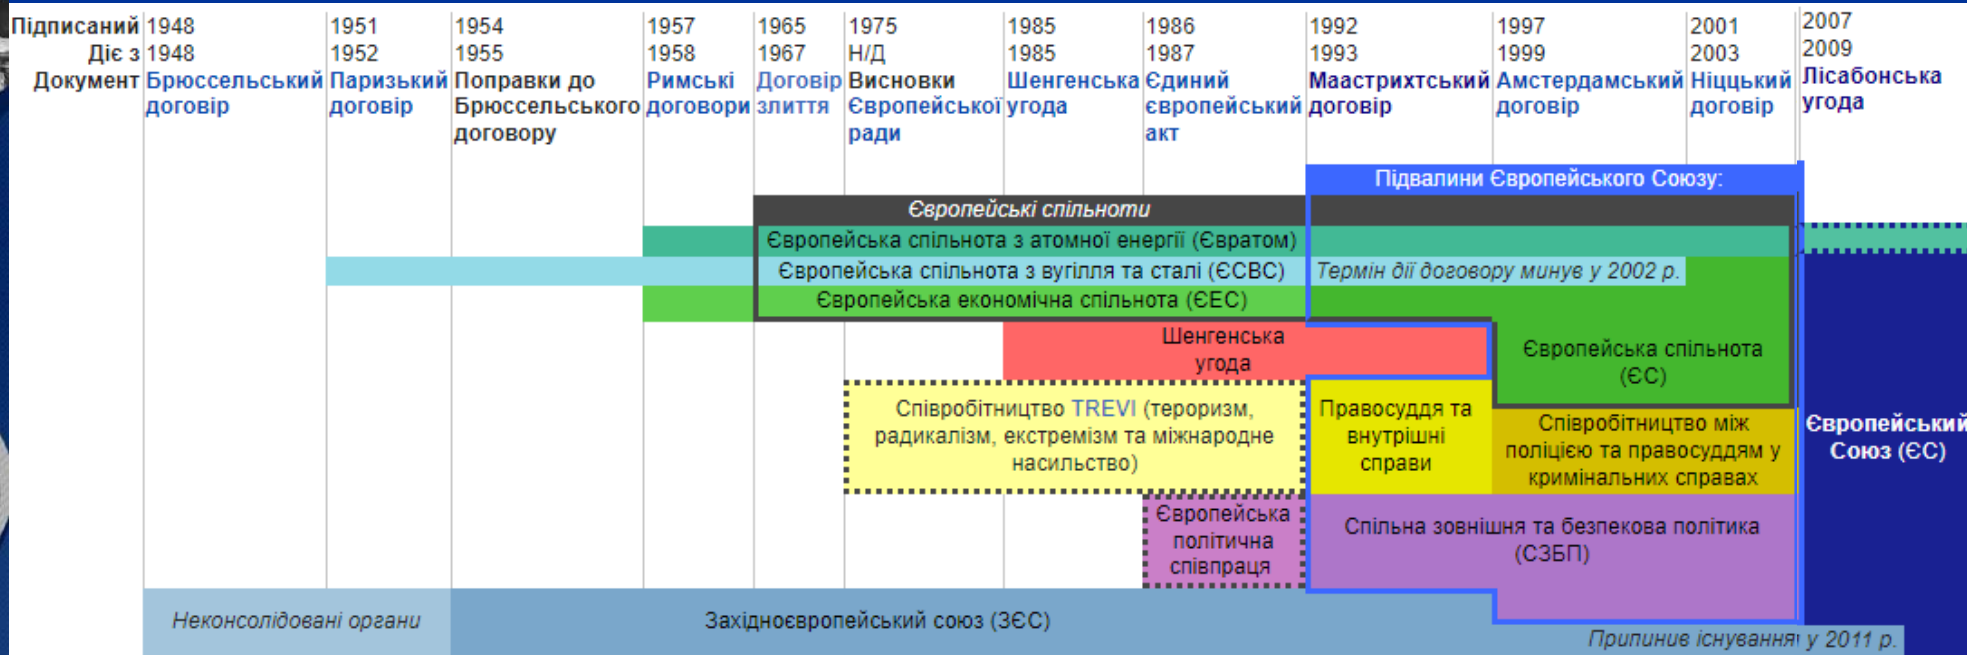 Підписаний 1948 1951 1954 1957 1965 1975 1985 1986 1992 1997 2001 2007
Діє з 1948 1952 1955 1958 1967 Н/Д 1985 1987 1993 1999 2003 2009
Документ Брюссельський Паризький Поправки до Римські Договір Висновки Шенгенська Єдиний Маастрихтський Амстердамський Ніццький Лісабонська
договір договір Брюссельського договори злиття Європейської угода європейський договір договір договір угода
договору ради акт
Підвалини Європейського Союзу:
Європейські спільноти
Європейська спільнота з атомної енергії (Євратом)
Європейська спільнота з вугілля та сталі (ЄСВС) Термін дії договору минув у 2002 р.
Європейська економічна спільнота (ЄЕС)
Шенгенська
угода
Європейська спільнота
(ЄС)
Співробітництво TREVI (тероризм,
радикалізм, екстремізм та міжнародне
насильство)
Правосуддя та
внутрішні
справи
Співробітництво між
поліцією та правосуддям у
кримінальних справах
Європейський
Союз (ЄС)
Європейська
політична
співпраця
Спільна зовнішня та безпекова політика
(СЗБП)
Неконсолідовані органи
Західноєвропейський союз (ЗЄС)
Припинив існування у 2011 р.